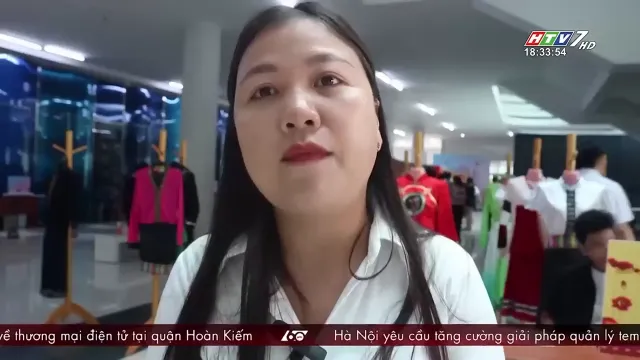 HTV7 HD
18:33:54
về thương mại điện tử tại quận Hoàn Kiếm 60 Hà Nội yêu cầu tăng cường giải pháp quản lý tem